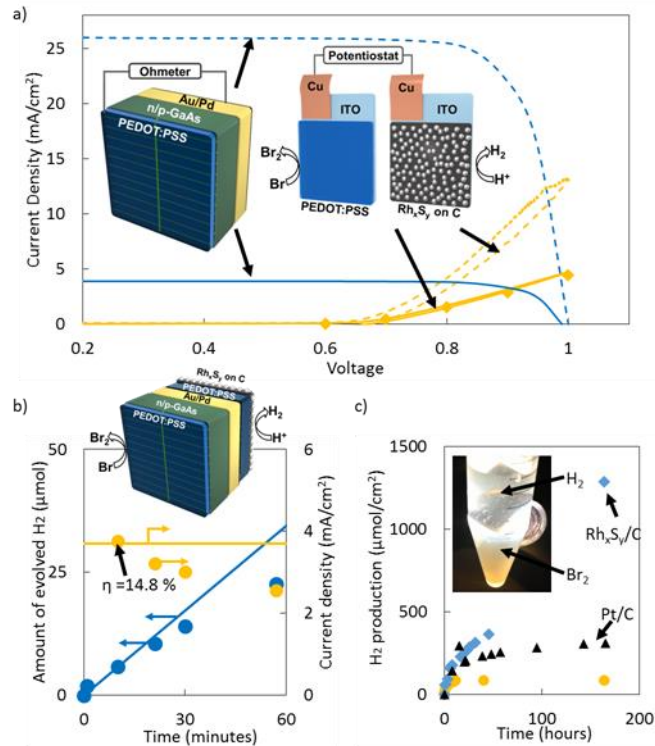 a)
30
25
20
15
10
5
0
Current Density (mA/cm²)
0.2
0.4
0.6
0.8
1
Voltage
Ohmeter
Au/Pd
n/p-GaAs
PEDOT:PSS
Potentiostat
Cu
ITO
Br₂
Br
PEDOT:PSS
Cu
ITO
H₂
H⁺
RhₓSᵧ on C
b)
RhₓSᵧ on C
PEDOT:PSS
Au/Pd
n/p-GaAs
PEDOT:PSS
Br₂
Br
H₂
H⁺
50
25
0
Amount of evolved H₂ (µmol)
η =14.8 %
6
4
2
0
Current density (mA/cm²)
0
30
60
Time (minutes)
c)
1500
1000
500
0
H₂ production (µmol/cm²)
H₂
Br₂
RhₓSᵧ/C
Pt/C
0
100
200
Time (hours)